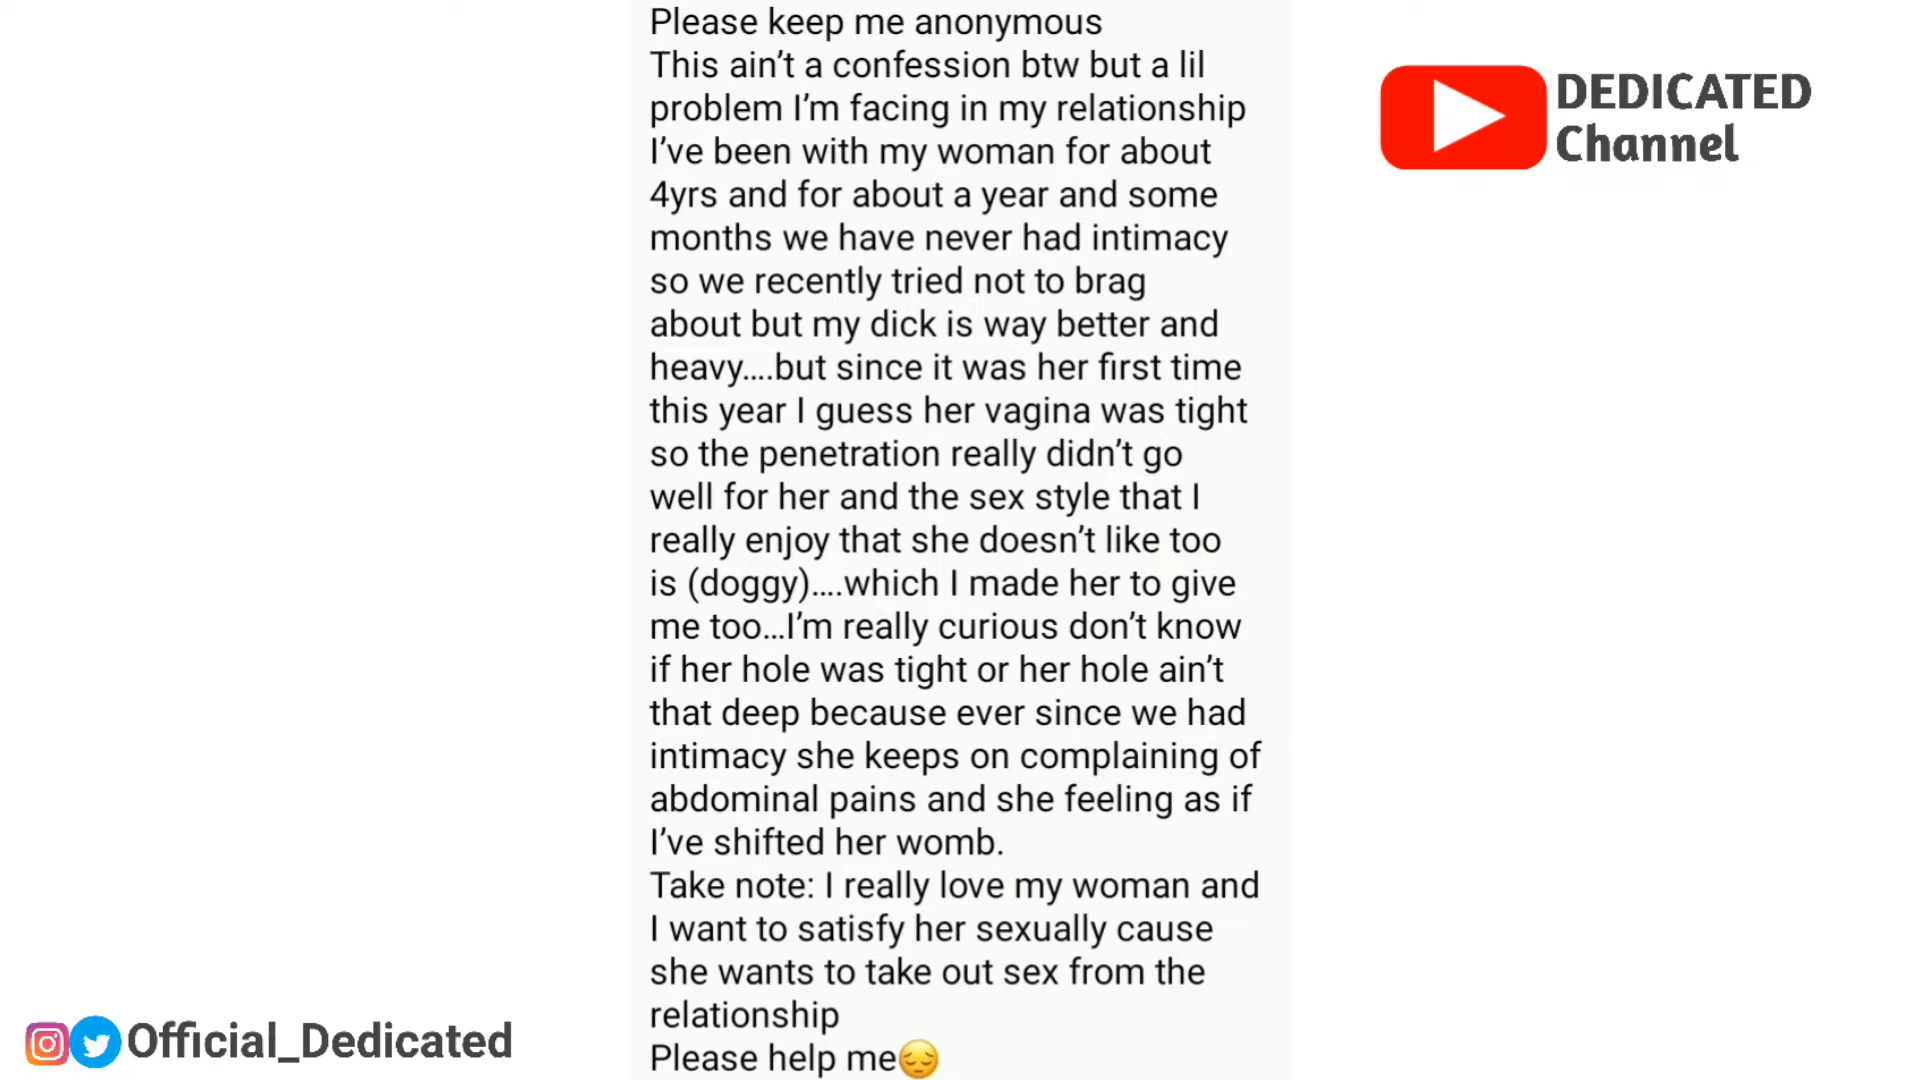 Please keep me anonymous
This ain’t a confession btw but a lil
problem I’m facing in my relationship
I’ve been with my woman for about
4yrs and for about a year and some
months we have never had intimacy
so we recently tried not to brag
about but my dick is way better and
heavy….but since it was her first time
this year I guess her vagina was tight
so the penetration really didn’t go
well for her and the sex style that I
really enjoy that she doesn’t like too
is (doggy)….which I made her to give
me too…I’m really curious don’t know
if her hole was tight or her hole ain’t
that deep because ever since we had
intimacy she keeps on complaining of
abdominal pains and she feeling as if
I’ve shifted her womb.
Take note: I really love my woman and
I want to satisfy her sexually cause
she wants to take out sex from the
relationship
Please help me😔
DEDICATED
Channel
Official_Dedicated